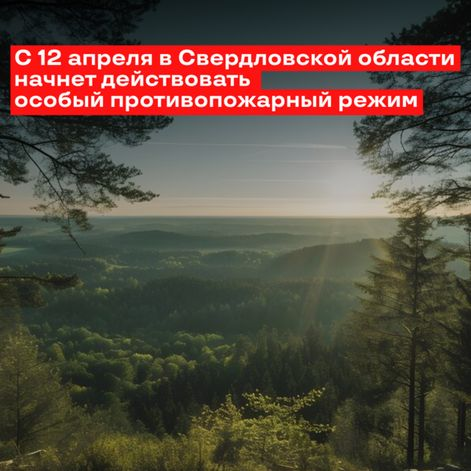 С 12 апреля в Свердловской области
начнет действовать
особый противопожарный режим